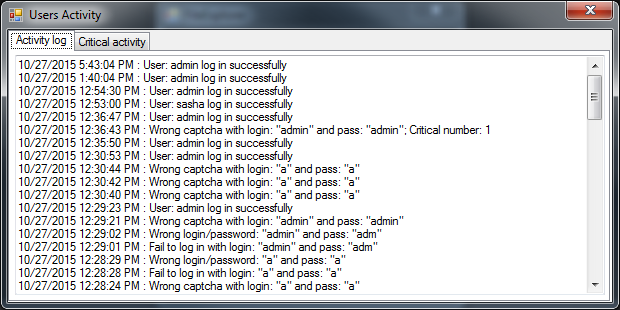 Users Activity
Activity log
Critical activity
10/27/2015 5:43:04 PM : User: admin log in successfully
10/27/2015 1:40:04 PM : User: admin log in successfully
10/27/2015 12:54:30 PM : User: admin log in successfully
10/27/2015 12:53:00 PM : User: sasha log in successfully
10/27/2015 12:36:47 PM : User: admin log in successfully
10/27/2015 12:36:43 PM : Wrong captcha with login: "admin" and pass: "admin"; Critical number: 1
10/27/2015 12:35:50 PM : User: admin log in successfully
10/27/2015 12:30:53 PM : User: admin log in successfully
10/27/2015 12:30:44 PM : Wrong captcha with login: "a" and pass: "a"
10/27/2015 12:30:42 PM : Wrong captcha with login: "a" and pass: "a"
10/27/2015 12:30:40 PM : Wrong captcha with login: "a" and pass: "a"
10/27/2015 12:29:23 PM : User: admin log in successfully
10/27/2015 12:29:21 PM : Wrong captcha with login: "admin" and pass: "admin"
10/27/2015 12:29:02 PM : Wrong login/password: "admin" and pass: "adm"
10/27/2015 12:29:01 PM : Fail to log in with login: "admin" and pass: "adm"
10/27/2015 12:28:29 PM : Wrong login/password: "a" and pass: "a"
10/27/2015 12:28:28 PM : Fail to log in with login: "a" and pass: "a"
10/27/2015 12:28:24 PM : Wrong captcha with login: "a" and pass: "a"